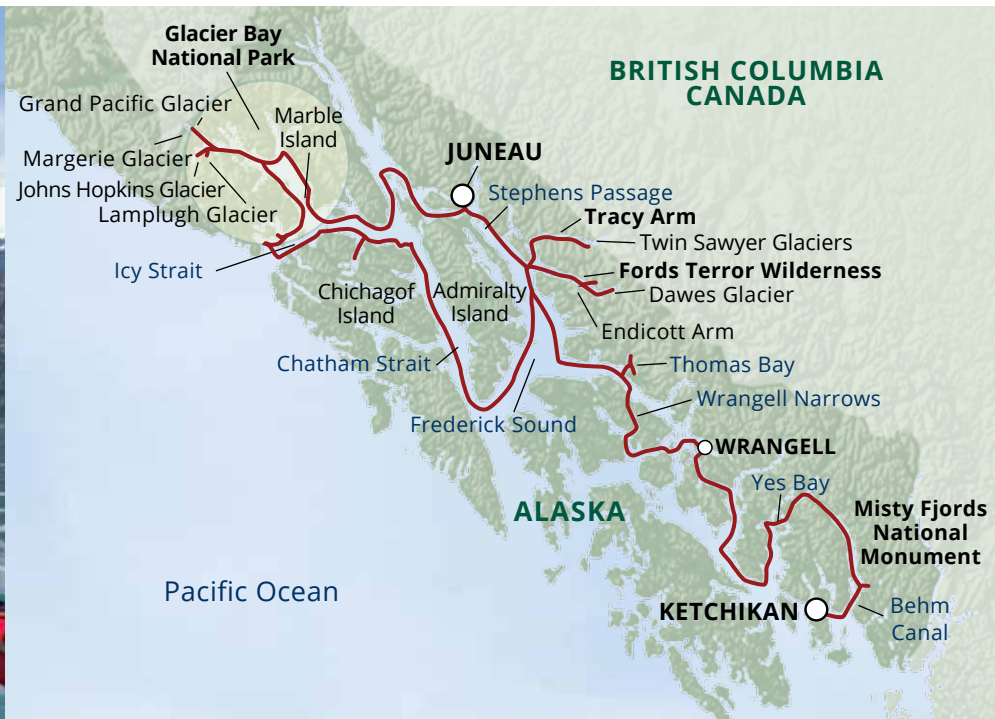 Glacier Bay
National Park
BRITISH COLUMBIA
CANADA
Grand Pacific Glacier
Marble
Island
Margerie Glacier
JUNEAU
Johns Hopkins Glacier
Stephens Passage
Lamplugh Glacier
Tracy Arm
Twin Sawyer Glaciers
Icy Strait
Fords Terror Wilderness
Chichagof
Island
Admiralty
Island
Dawes Glacier
Endicott Arm
Chatham Strait
Thomas Bay
Wrangell Narrows
Frederick Sound
WRANGELL
Yes Bay
ALASKA
Misty Fjords
National
Monument
Pacific Ocean
KETCHIKAN
Behm
Canal